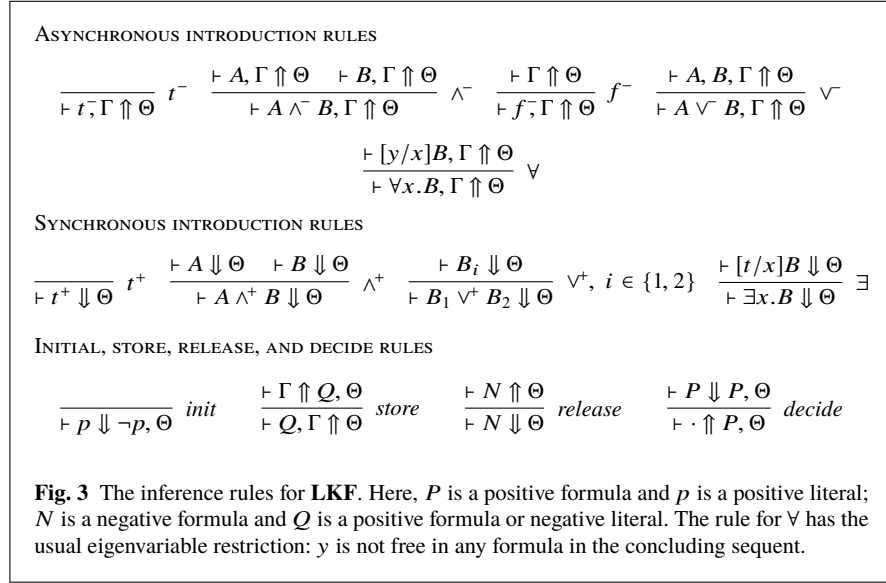 ASYNCHRONOUS INTRODUCTION RULES
⊢ A, Γ ⇑ Θ ⊢ B, Γ ⇑ Θ ⊢ Γ ⇑ Θ ⊢ A, B, Γ ⇑ Θ
⊢ t⁻, Γ ⇑ Θ t⁻ ⊢ A ∧⁻ B, Γ ⇑ Θ ∧⁻ ⊢ f⁻, Γ ⇑ Θ f⁻ ⊢ A ∨⁻ B, Γ ⇑ Θ ∨⁻
⊢ [y/x]B, Γ ⇑ Θ
⊢ ∀x.B, Γ ⇑ Θ ∀
SYNCHRONOUS INTRODUCTION RULES
⊢ A ⇓ Θ ⊢ B ⇓ Θ ⊢ Bᵢ ⇓ Θ ⊢ [t/x]B ⇓ Θ
⊢ t⁺ ⇓ Θ t⁺ ⊢ A ∧⁺ B ⇓ Θ ∧⁺ ⊢ B₁ ∨⁺ B₂ ⇓ Θ ∨⁺, i ∈ {1, 2} ⊢ ∃x.B ⇓ Θ ∃
INITIAL, STORE, RELEASE, AND DECIDE RULES
⊢ Γ ⇑ Q, Θ ⊢ N ⇑ Θ ⊢ P ⇓ P, Θ
⊢ p ⇓ ¬p, Θ init ⊢ Q, Γ ⇑ Θ store ⊢ N ⇓ Θ release ⊢ · ⇑ P, Θ decide
Fig. 3 The inference rules for LKF. Here, P is a positive formula and p is a positive literal;
N is a negative formula and Q is a positive formula or negative literal. The rule for ∀ has the
usual eigenvariable restriction: y is not free in any formula in the concluding sequent.